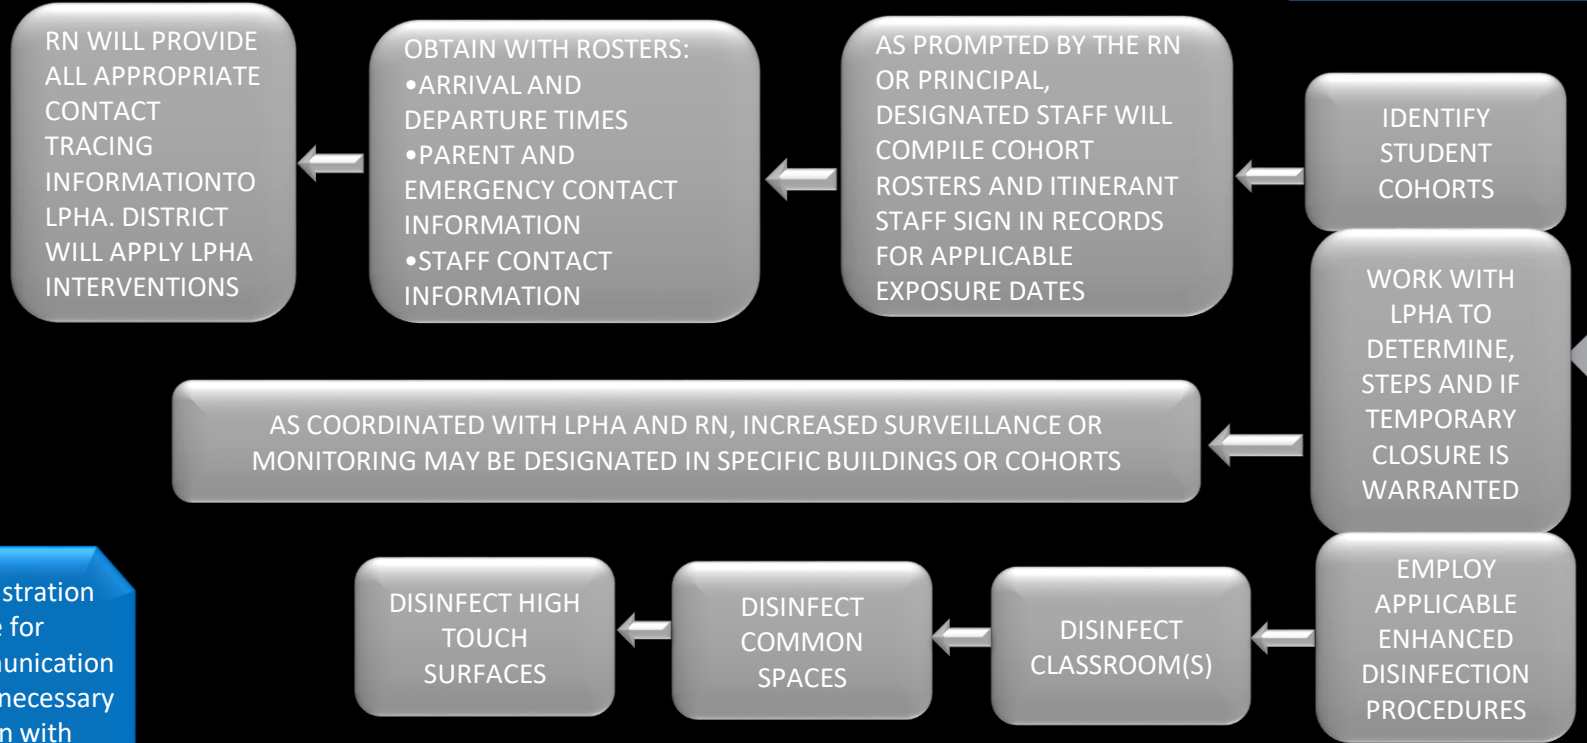 RN WILL PROVIDE
ALL APPROPRIATE
CONTACT
TRACING
INFORMATIONTO
LPHA. DISTRICT
WILL APPLY LPHA
INTERVENTIONS
OBTAIN WITH ROSTERS:
•ARRIVAL AND
DEPARTURE TIMES
•PARENT AND
EMERGENCY CONTACT
INFORMATION
•STAFF CONTACT
INFORMATION
AS PROMPTED BY THE RN
OR PRINCIPAL,
DESIGNATED STAFF WILL
COMPILE COHORT
ROSTERS AND ITINERANT
STAFF SIGN IN RECORDS
FOR APPLICABLE
EXPOSURE DATES
IDENTIFY
STUDENT
COHORTS
WORK WITH
LPHA TO
DETERMINE,
STEPS AND IF
TEMPORARY
CLOSURE IS
WARRANTED
AS COORDINATED WITH LPHA AND RN, INCREASED SURVEILLANCE OR
MONITORING MAY BE DESIGNATED IN SPECIFIC BUILDINGS OR COHORTS
DISINFECT HIGH
TOUCH
SURFACES
DISINFECT
COMMON
SPACES
DISINFECT
CLASSROOM(S)
EMPLOY
APPLICABLE
ENHANCED
DISINFECTION
PROCEDURES
stration
for
unication
necessary
with